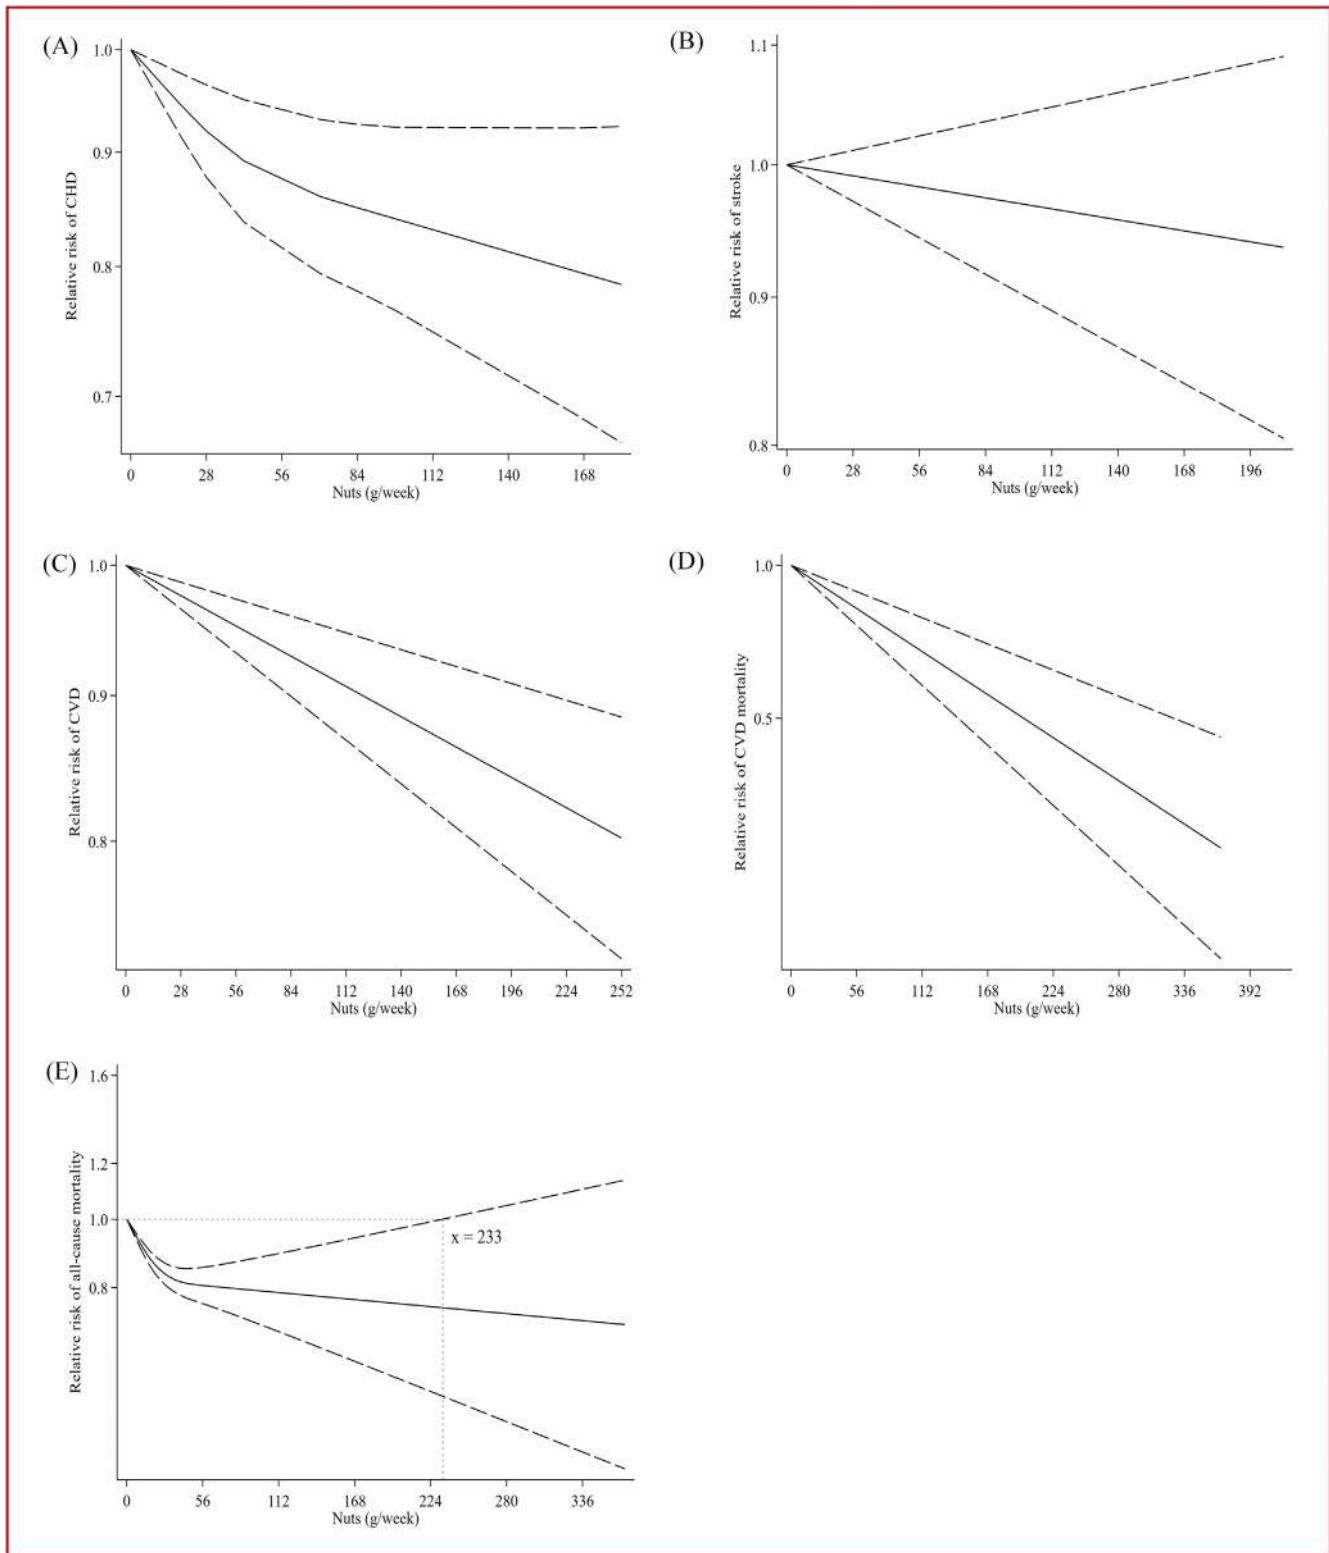 (A)
1.0
0.9
0.8
0.7
Relative risk of CHD
0 28 56 84 112 140 168
Nuts (g/week)
(B)
1.1
1.0
0.9
0.8
Relative risk of stroke
0 28 56 84 112 140 168 196
Nuts (g/week)
(C)
1.0
0.9
0.8
Relative risk of CVD
0 28 56 84 112 140 168 196 224 252
Nuts (g/week)
(D)
1.0
0.5
Relative risk of CVD mortality
0 56 112 168 224 280 336 392
Nuts (g/week)
(E)
1.6
1.2
1.0
0.8
Relative risk of all-cause mortality
x = 233
0 56 112 168 224 280 336
Nuts (g/week)